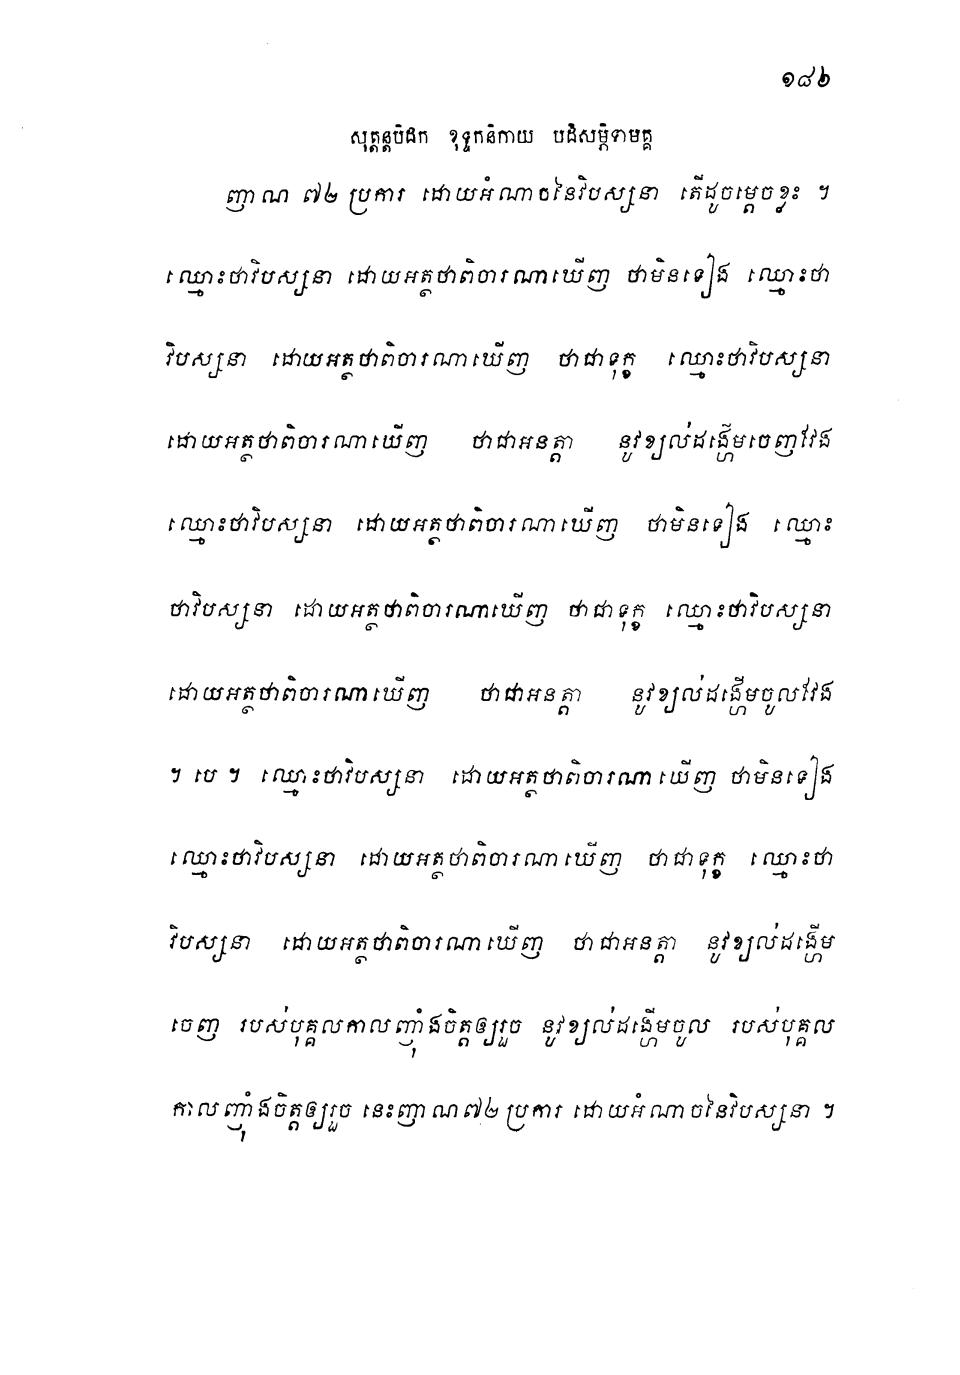 ១៨៦
សុត្តន្តបិដក ខុទ្ទកនិកាយ បដិសម្ភិទាមគ្គ
ញាណ ៧២ ប្រការ ដោយអំណាចនៃវិបស្សនា តើដូចម្តេចខ្លះ ។
ឈ្មោះថាវិបស្សនា ដោយអត្ថថាពិចារណាឃើញ ថាមិនទៀង ឈ្មោះថា
វិបស្សនា ដោយអត្ថថាពិចារណាឃើញ ថាជាទុក្ខ ឈ្មោះថាវិបស្សនា
ដោយអត្ថថាពិចារណាឃើញ ថាជាអនត្តា នូវខ្យល់ដង្ហើមចេញវែង
ឈ្មោះថាវិបស្សនា ដោយអត្ថថាពិចារណាឃើញ ថាមិនទៀង ឈ្មោះ
ថាវិបស្សនា ដោយអត្ថថាពិចារណាឃើញ ថាជាទុក្ខ ឈ្មោះថាវិបស្សនា
ដោយអត្ថថាពិចារណាឃើញ ថាជាអនត្តា នូវខ្យល់ដង្ហើមចូលវែង
។ បេ ។ ឈ្មោះថាវិបស្សនា ដោយអត្ថថាពិចារណាឃើញ ថាមិនទៀង
ឈ្មោះថាវិបស្សនា ដោយអត្ថថាពិចារណាឃើញ ថាជាទុក្ខ ឈ្មោះថា
វិបស្សនា ដោយអត្ថថាពិចារណាឃើញ ថាជាអនត្តា នូវខ្យល់ដង្ហើម
ចេញ របស់បុគ្គលកាលញុំាងចិត្តឲ្យរួច នូវខ្យល់ដង្ហើមចូល របស់បុគ្គល
កាលញុំាងចិត្តឲ្យរួច នេះញាណ៧២ ប្រការ ដោយអំណាចនៃវិបស្សនា ។